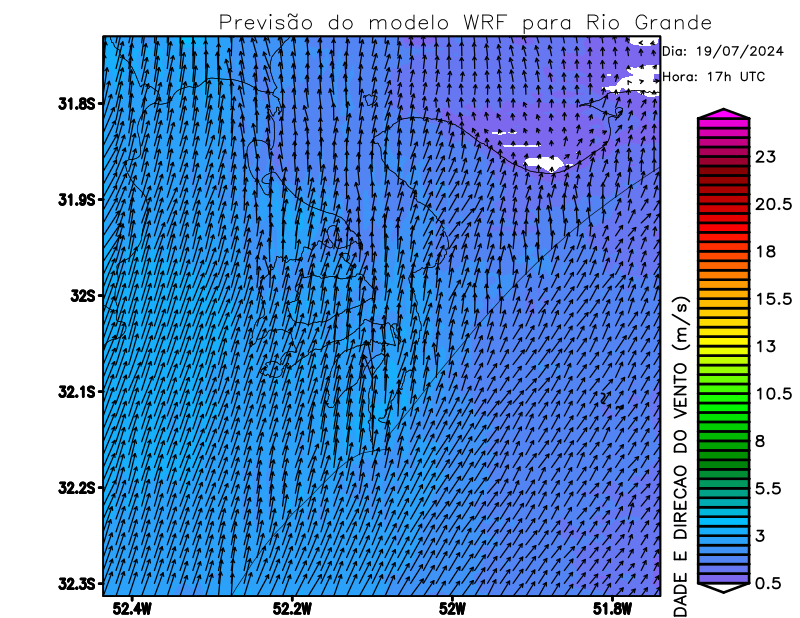 Previsão do modelo WRF para Rio Grande
Dia: 19/07/2024
Hora: 17h UTC
31.8S
31.9S
32S
32.1S
32.2S
32.3S
52.4W
52.2W
52W
51.8W
DADE E DIRECAO DO VENTO (m/s)
23
20.5
18
15.5
13
10.5
8
5.5
3
0.5